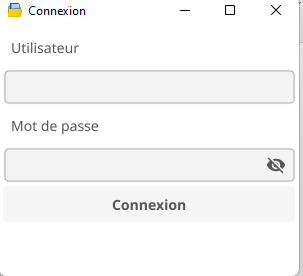 Connexion
Utilisateur
Mot de passe
Connexion